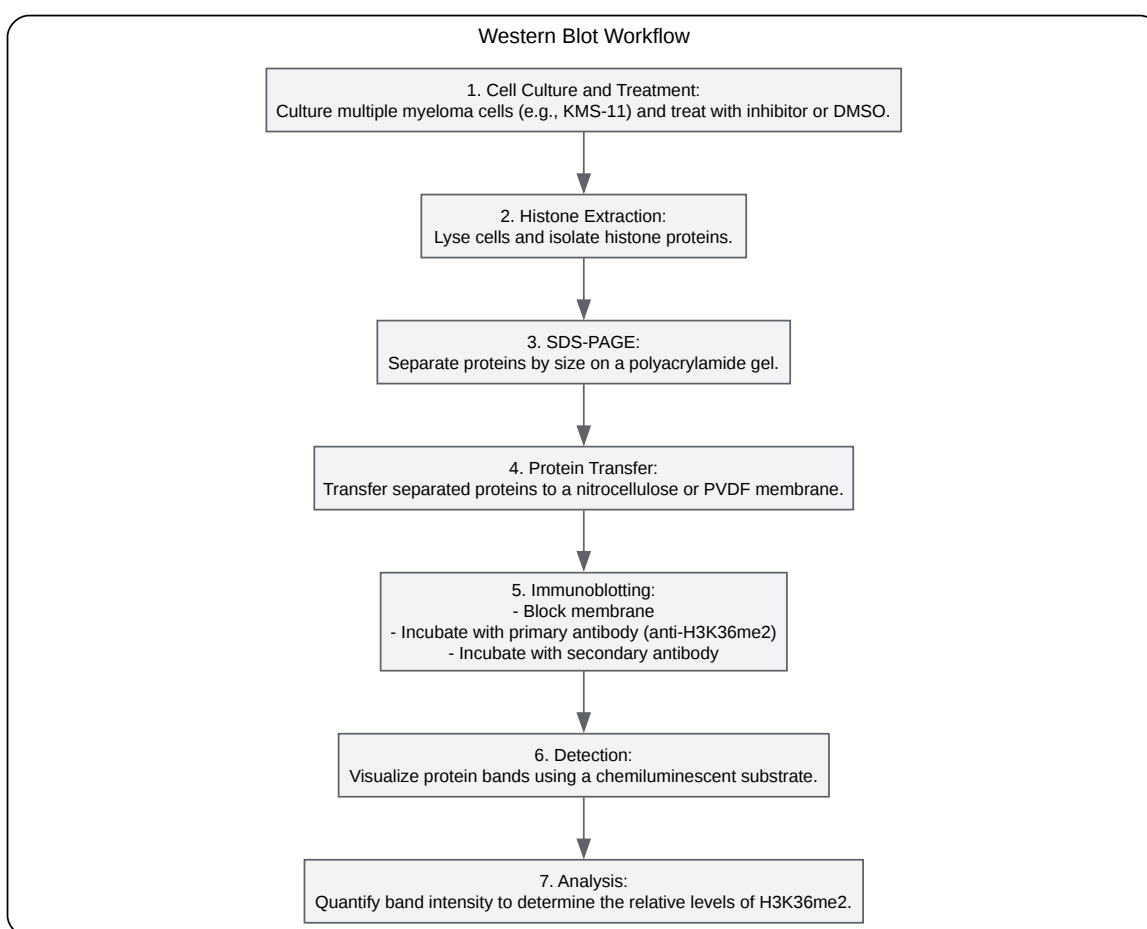 Western Blot Workflow
1. Cell Culture and Treatment:
Culture multiple myeloma cells (e.g., KMS-11) and treat with inhibitor or DMSO.
2. Histone Extraction:
Lyse cells and isolate histone proteins.
3. SDS-PAGE:
Separate proteins by size on a polyacrylamide gel.
4. Protein Transfer:
Transfer separated proteins to a nitrocellulose or PVDF membrane.
5. Immunoblotting:
- Block membrane
- Incubate with primary antibody (anti-H3K36me2)
- Incubate with secondary antibody
6. Detection:
Visualize protein bands using a chemiluminescent substrate.
7. Analysis:
Quantify band intensity to determine the relative levels of H3K36me2.